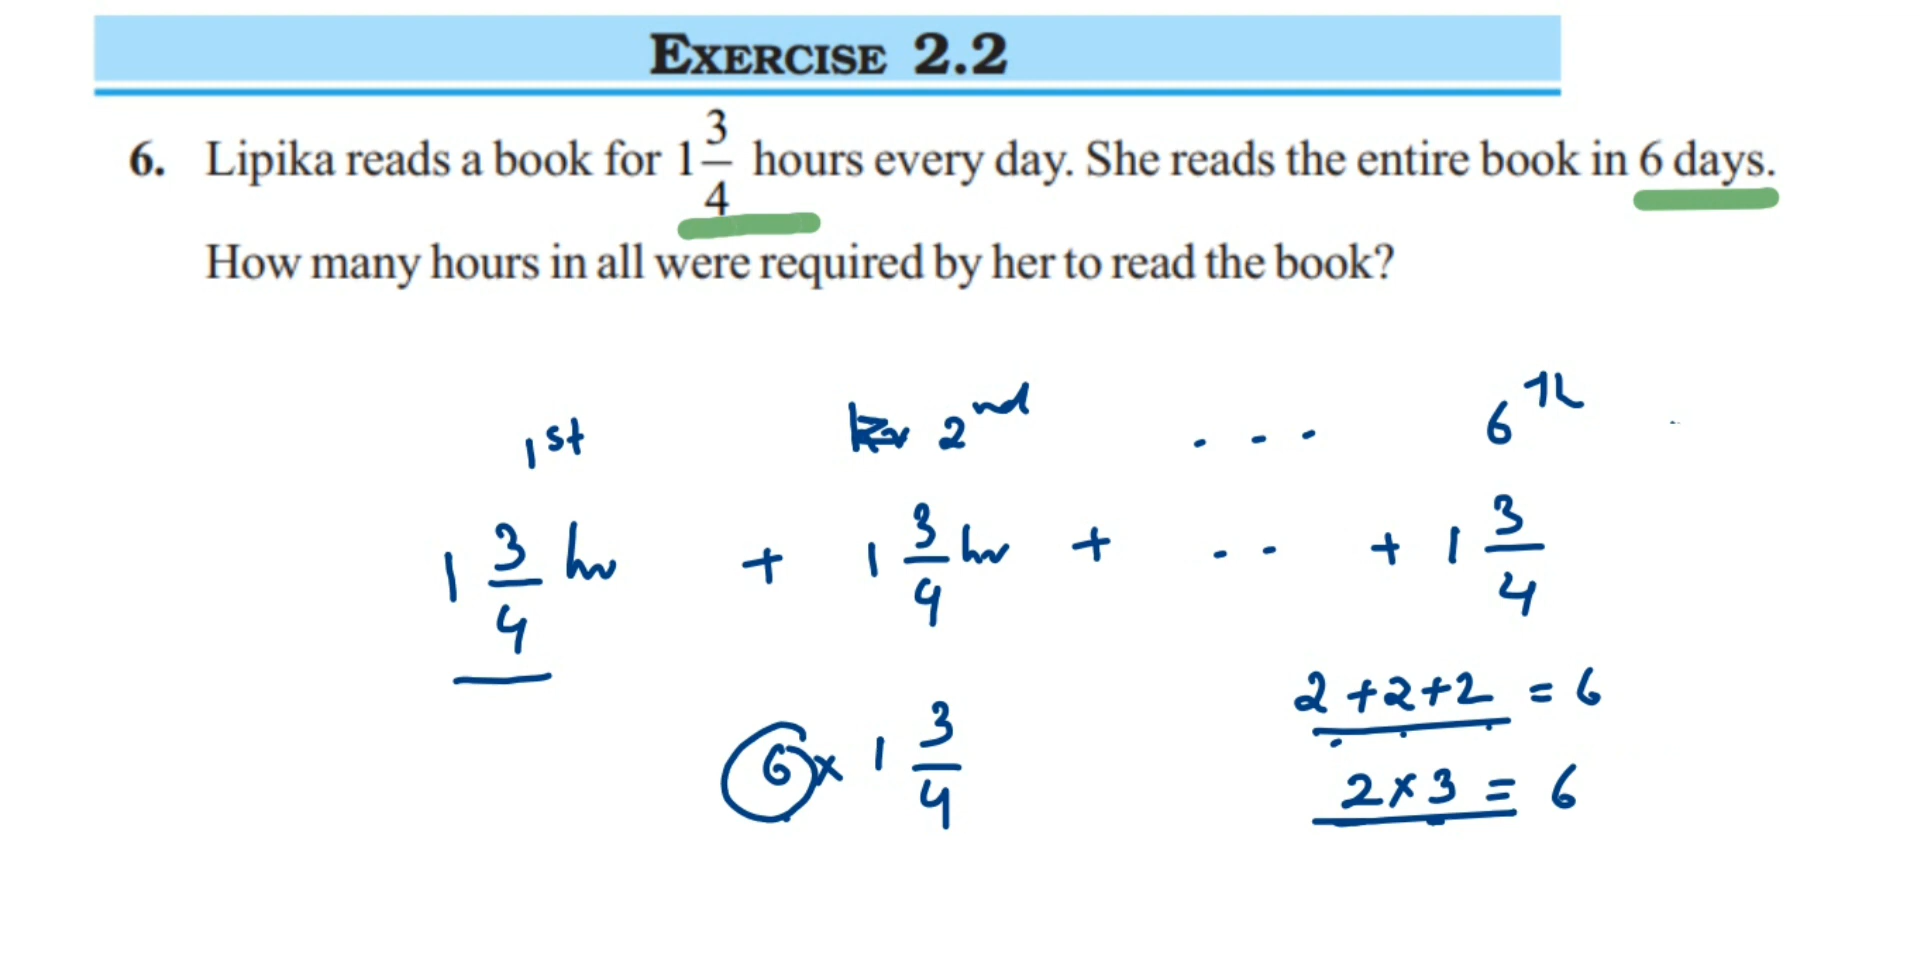 EXERCISE 2.2
6. Lipika reads a book for 1 3/4 hours every day. She reads the entire book in 6 days.
How many hours in all were required by her to read the book?
1st 2nd . . . 6th
1 3/4 hr + 1 3/4 hr + . . + 1 3/4
2 + 2 + 2 = 6
6 x 1 3/4
2 x 3 = 6